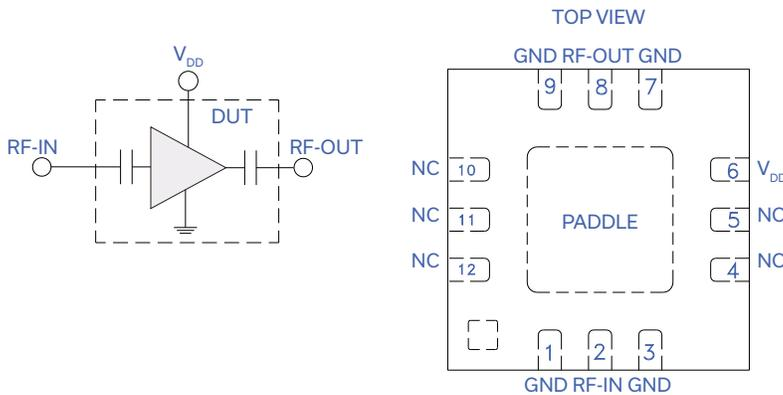 TOP VIEW
GND RF-OUT GND
9 8 7
V_DD
DUT
RF-IN
RF-OUT
NC 10
6 V_DD
NC 11
PADDLE
5 NC
NC 12
4 NC
1 2 3
GND RF-IN GND